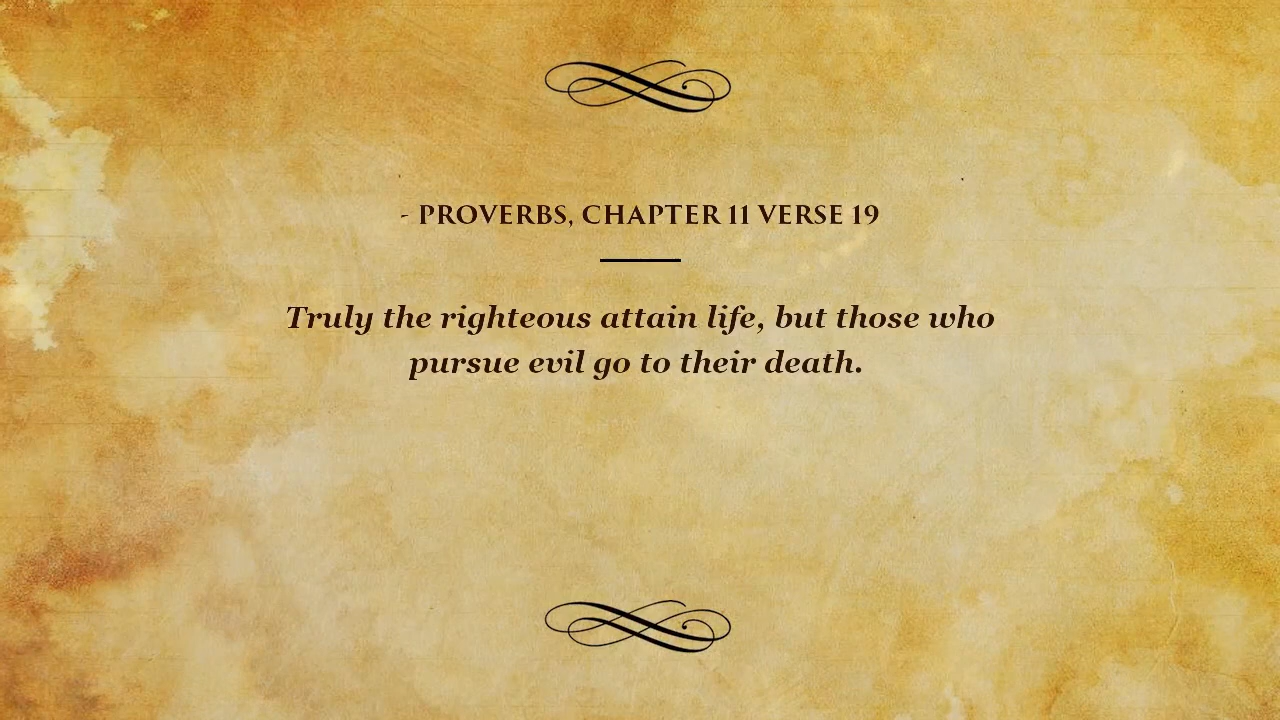 - PROVERBS, CHAPTER 11 VERSE 19
Truly the righteous attain life, but those who
pursue evil go to their death.